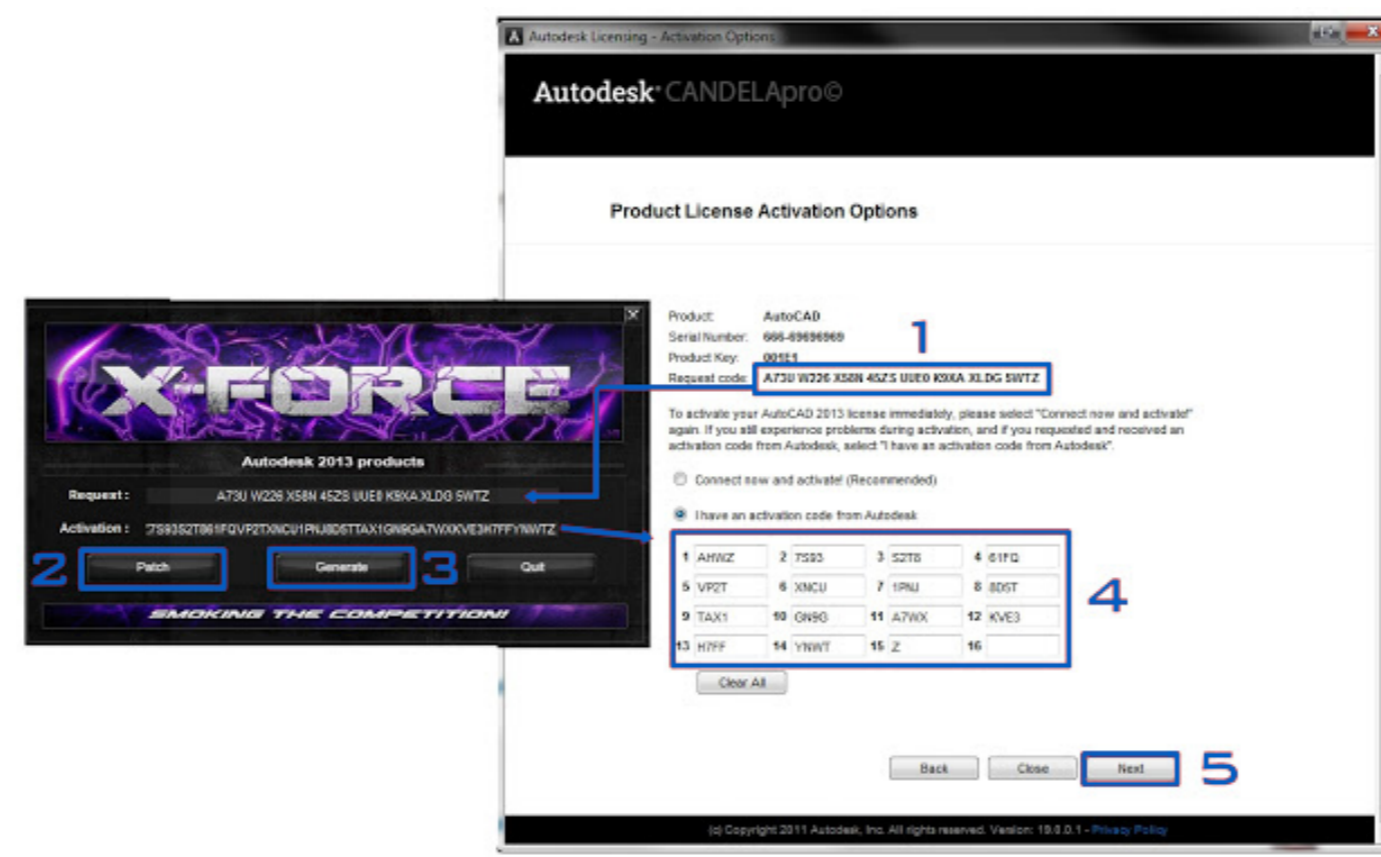 Autodesk Licensing - Activation Options
Autodesk CANDELApro©
Product License Activation Options
Product: AutoCAD
Serial Number: 666-69696969
Product Key: 001E1
Request code: A73U W226 X58N 45ZS UUE0 K9XA XLDG 5WTZ
1
To activate your AutoCAD 2013 license immediately, please select "Connect now and activate!"
again. If you still experience problems during activation, and if you requested and received an
activation code from Autodesk, select "I have an activation code from Autodesk".
Connect now and activate! (Recommended)
I have an activation code from Autodesk
1 AHWZ 2 7S93 3 S2T8 4 61FQ
5 VP2T 6 XNCU 7 1PNJ 8 8D5T
9 TAX1 10 GN9G 11 A7WX 12 KVE3
13 H7FF 14 YNWT 15 Z 16
4
Clear All
Back Close Next
5
(c) Copyright 2011 Autodesk, Inc. All rights reserved. Version: 19.0.0.1 - Privacy Policy
X-FORCE
Autodesk 2013 products
Request: A73U W226 X58N 45ZS UUE0 K9XA XLDG 5WTZ
Activation:
2 Patch Generate 3 Quit
SMOKING THE COMPETITION!